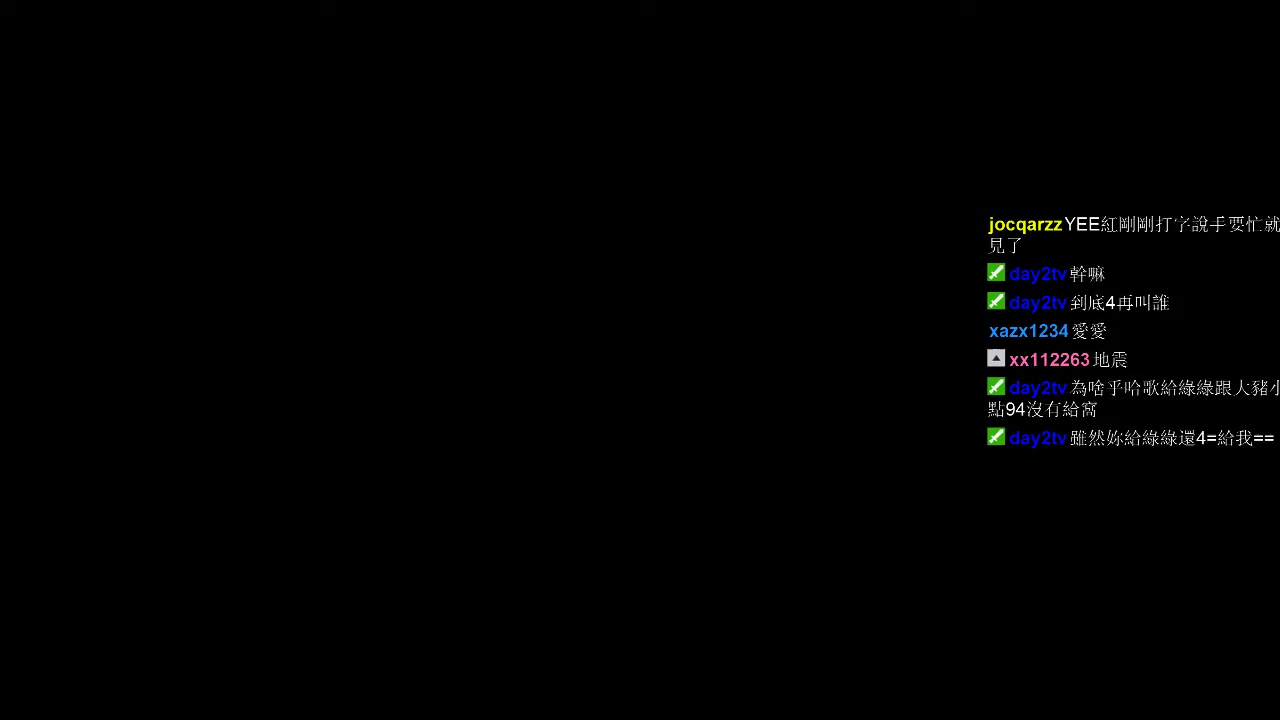 jocqarzz YEE紅剛剛打字說手要忙就
見了
day2tv 幹嘛
day2tv 到底4再叫誰
xazx1234 愛愛
xx112263 地震
day2tv 為啥乎哈歌給綠綠跟大豬小
點94沒有給窩
day2tv 雖然妳給綠綠還4=給我==